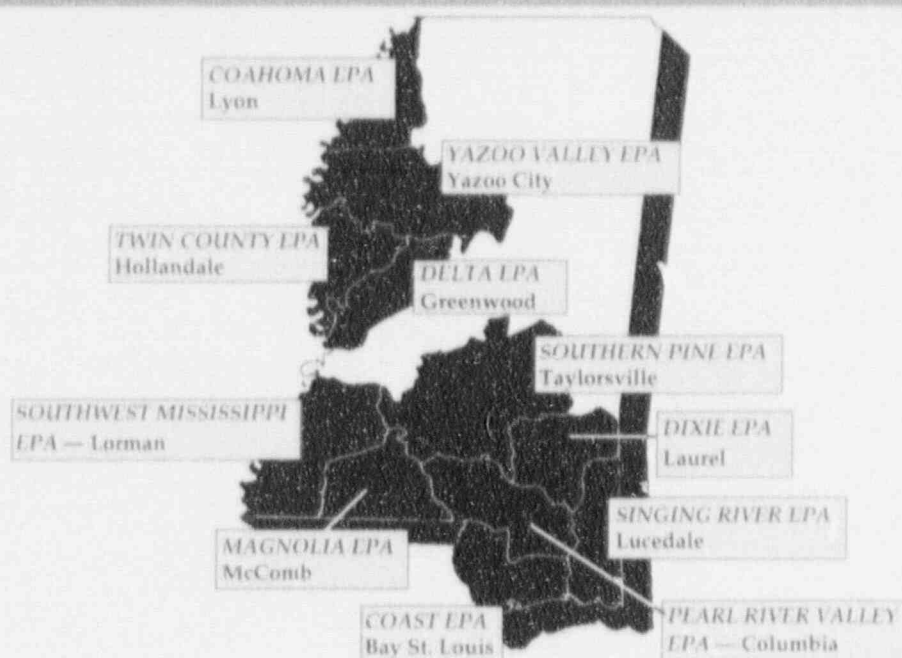 COAHOMA EPA
Lyon
YAZOO VALLEY EPA
Yazoo City
TWIN COUNTY EPA
Hollandale
DELTA EPA
Greenwood
SOUTHERN PINE EPA
Taylorsville
SOUTHWEST MISSISSIPPI
EPA — Lorman
DIXIE EPA
Laurel
SINGING RIVER EPA
Lucedale
MAGNOLIA EPA
McComb
COAST EPA
Bay St. Louis
PEARL RIVER VALLEY
EPA — Columbia